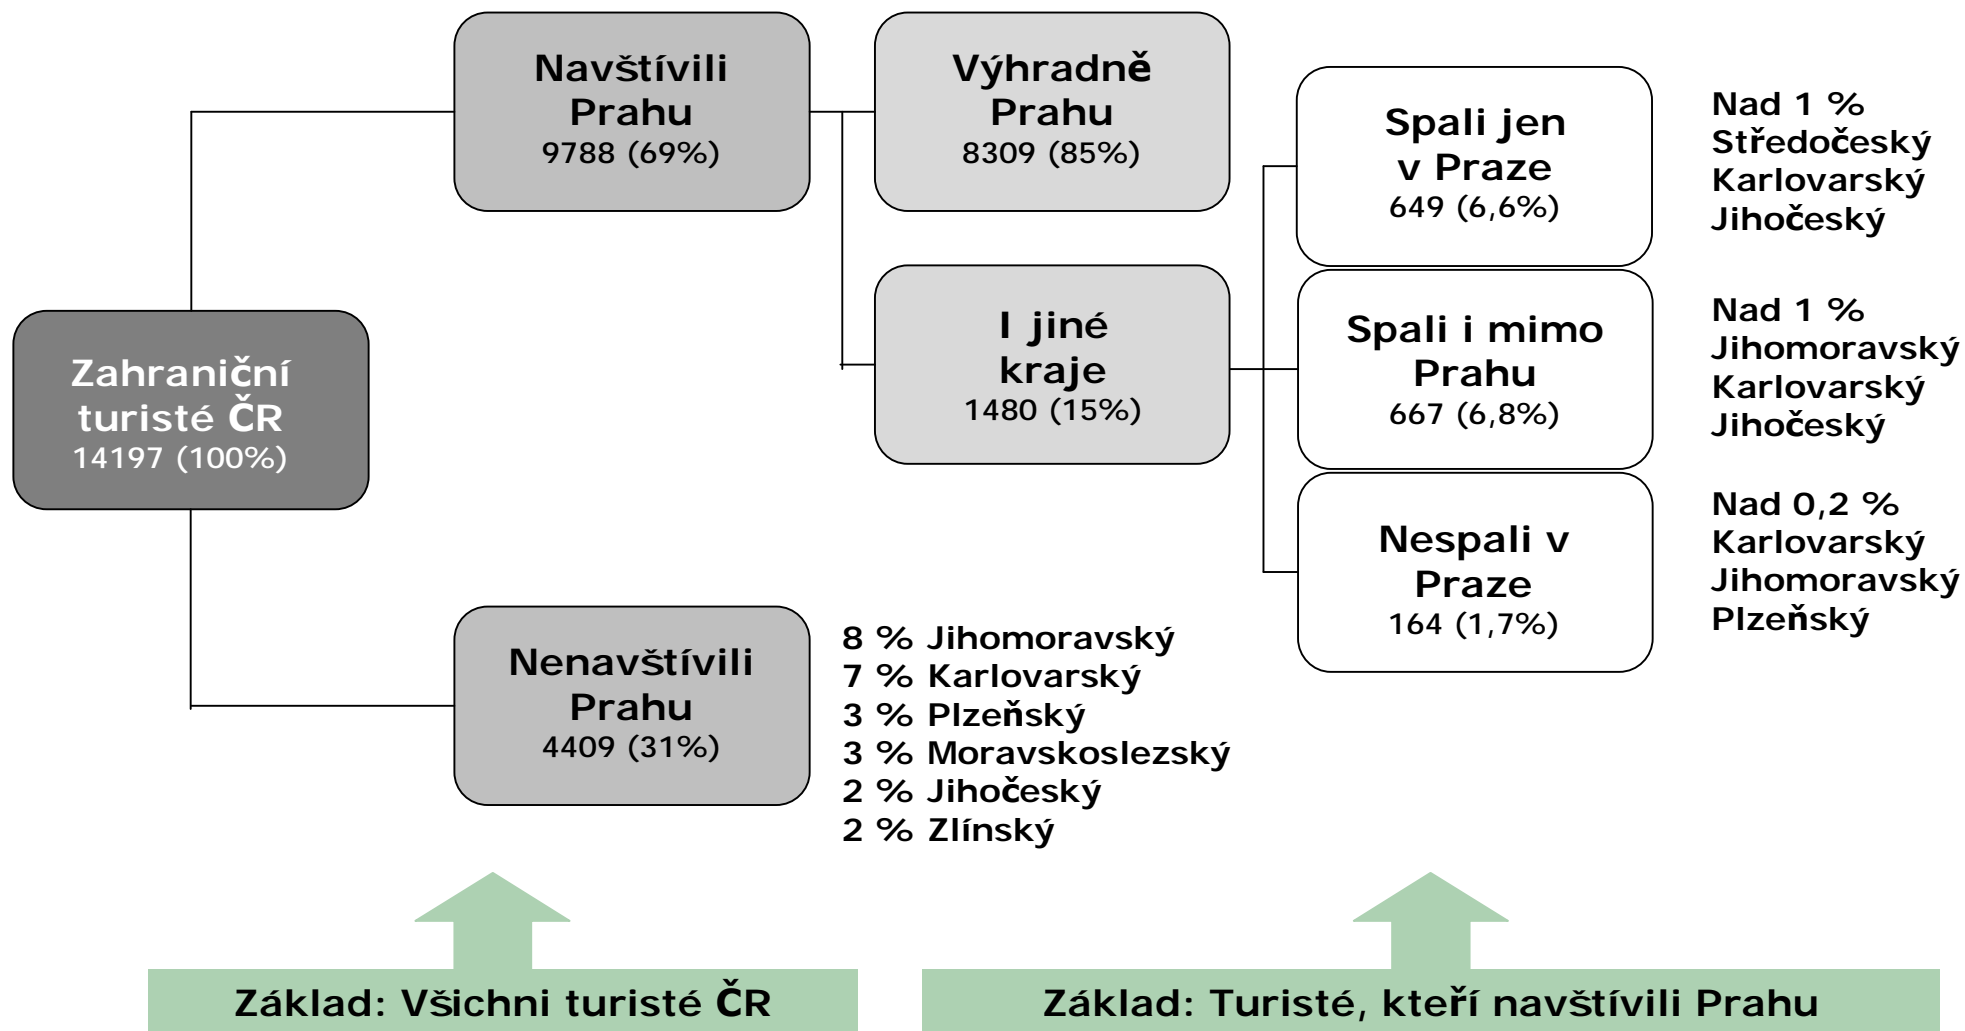 Navštívili
Prahu
9788 (69%)
Výhradně
Prahu
8309 (85%)
Spali jen
v Praze
649 (6,6%)
Nad 1 %
Středočeský
Karlovarský
Jihočeský
Zahraniční
turisté ČR
14197 (100%)
I jiné
kraje
1480 (15%)
Spali i mimo
Prahu
667 (6,8%)
Nad 1 %
Jihomoravský
Karlovarský
Jihočeský
Nespali v
Praze
164 (1,7%)
Nad 0,2 %
Karlovarský
Jihomoravský
Plzeňský
Nenavštívili
Prahu
4409 (31%)
8 % Jihomoravský
7 % Karlovarský
3 % Plzeňský
3 % Moravskoslezský
2 % Jihočeský
2 % Zlínský
Základ: Všichni turisté ČR
Základ: Turisté, kteří navštívili Prahu